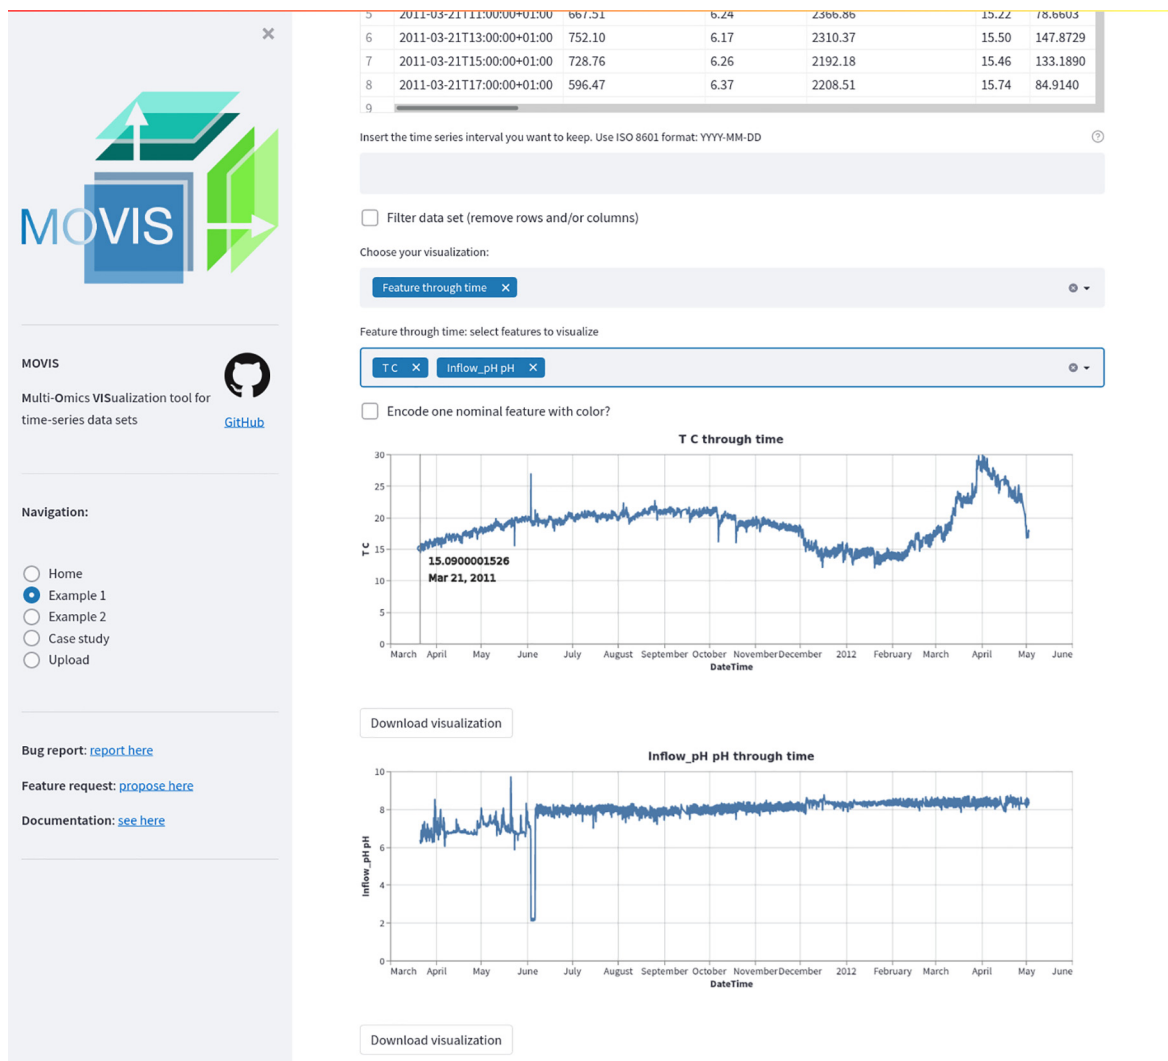 ×
MOVIS
MOVIS
Multi-Omics VISualization tool for
time-series data sets
GitHub
Navigation:
Home
Example 1
Example 2
Case study
Upload
Bug report: report here
Feature request: propose here
Documentation: see here
5 2011-03-21T11:00:00+01:00 667.51 6.24 2366.86 15.22 78.6603
6 2011-03-21T13:00:00+01:00 752.10 6.17 2310.37 15.50 147.8729
7 2011-03-21T15:00:00+01:00 728.76 6.26 2192.18 15.46 133.1890
8 2011-03-21T17:00:00+01:00 596.47 6.37 2208.51 15.74 84.9140
9
Insert the time series interval you want to keep. Use ISO 8601 format: YYYY-MM-DD
?
Filter data set (remove rows and/or columns)
Choose your visualization:
Feature through time ×
Feature through time: select features to visualize
T C × Inflow_pH pH ×
Encode one nominal feature with color?
T C through time
30
25
20
15
10
5
0
T C
15.0900001526
Mar 21, 2011
March April May June July August September October November December 2012 February March April May June
DateTime
Download visualization
Inflow_pH pH through time
10
8
6
4
2
0
Inflow_pH pH
March April May June July August September October November December 2012 February March April May June
DateTime
Download visualization